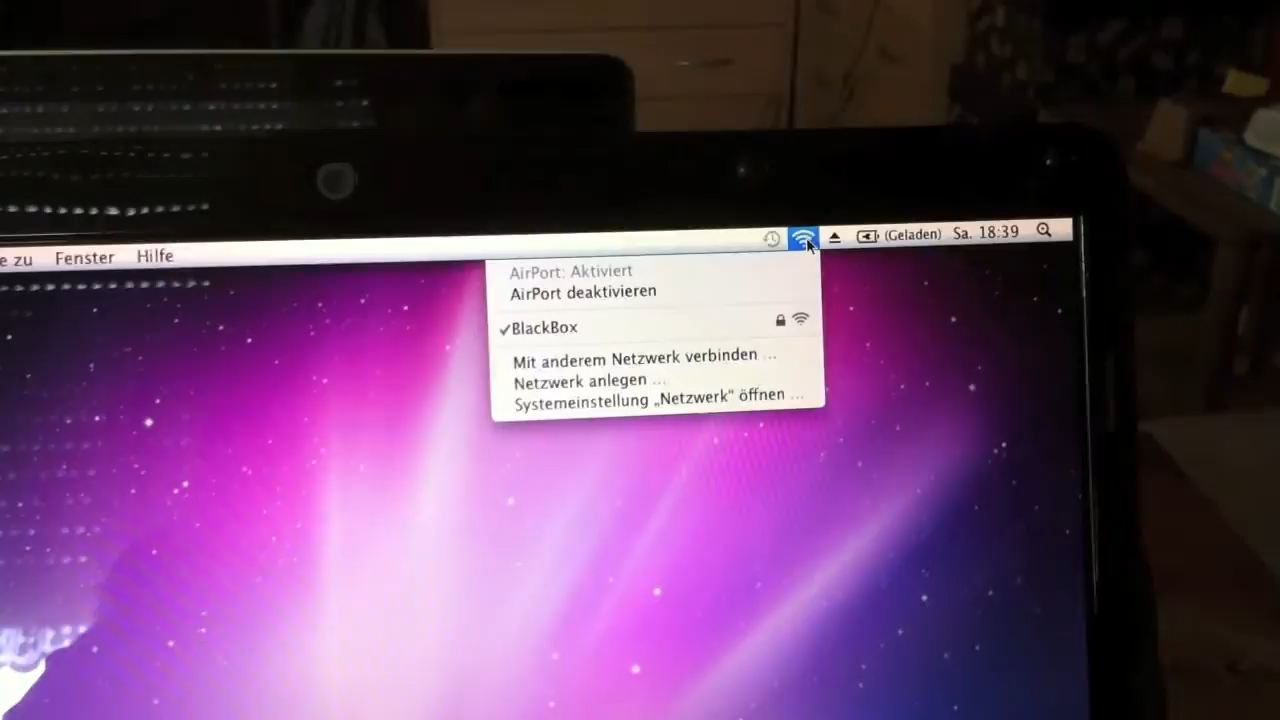 e zu Fenster Hilfe (Geladen) Sa. 18:39
AirPort: Aktiviert
AirPort deaktivieren
✓BlackBox
Mit anderem Netzwerk verbinden ...
Netzwerk anlegen ...
Systemeinstellung „Netzwerk“ öffnen ...